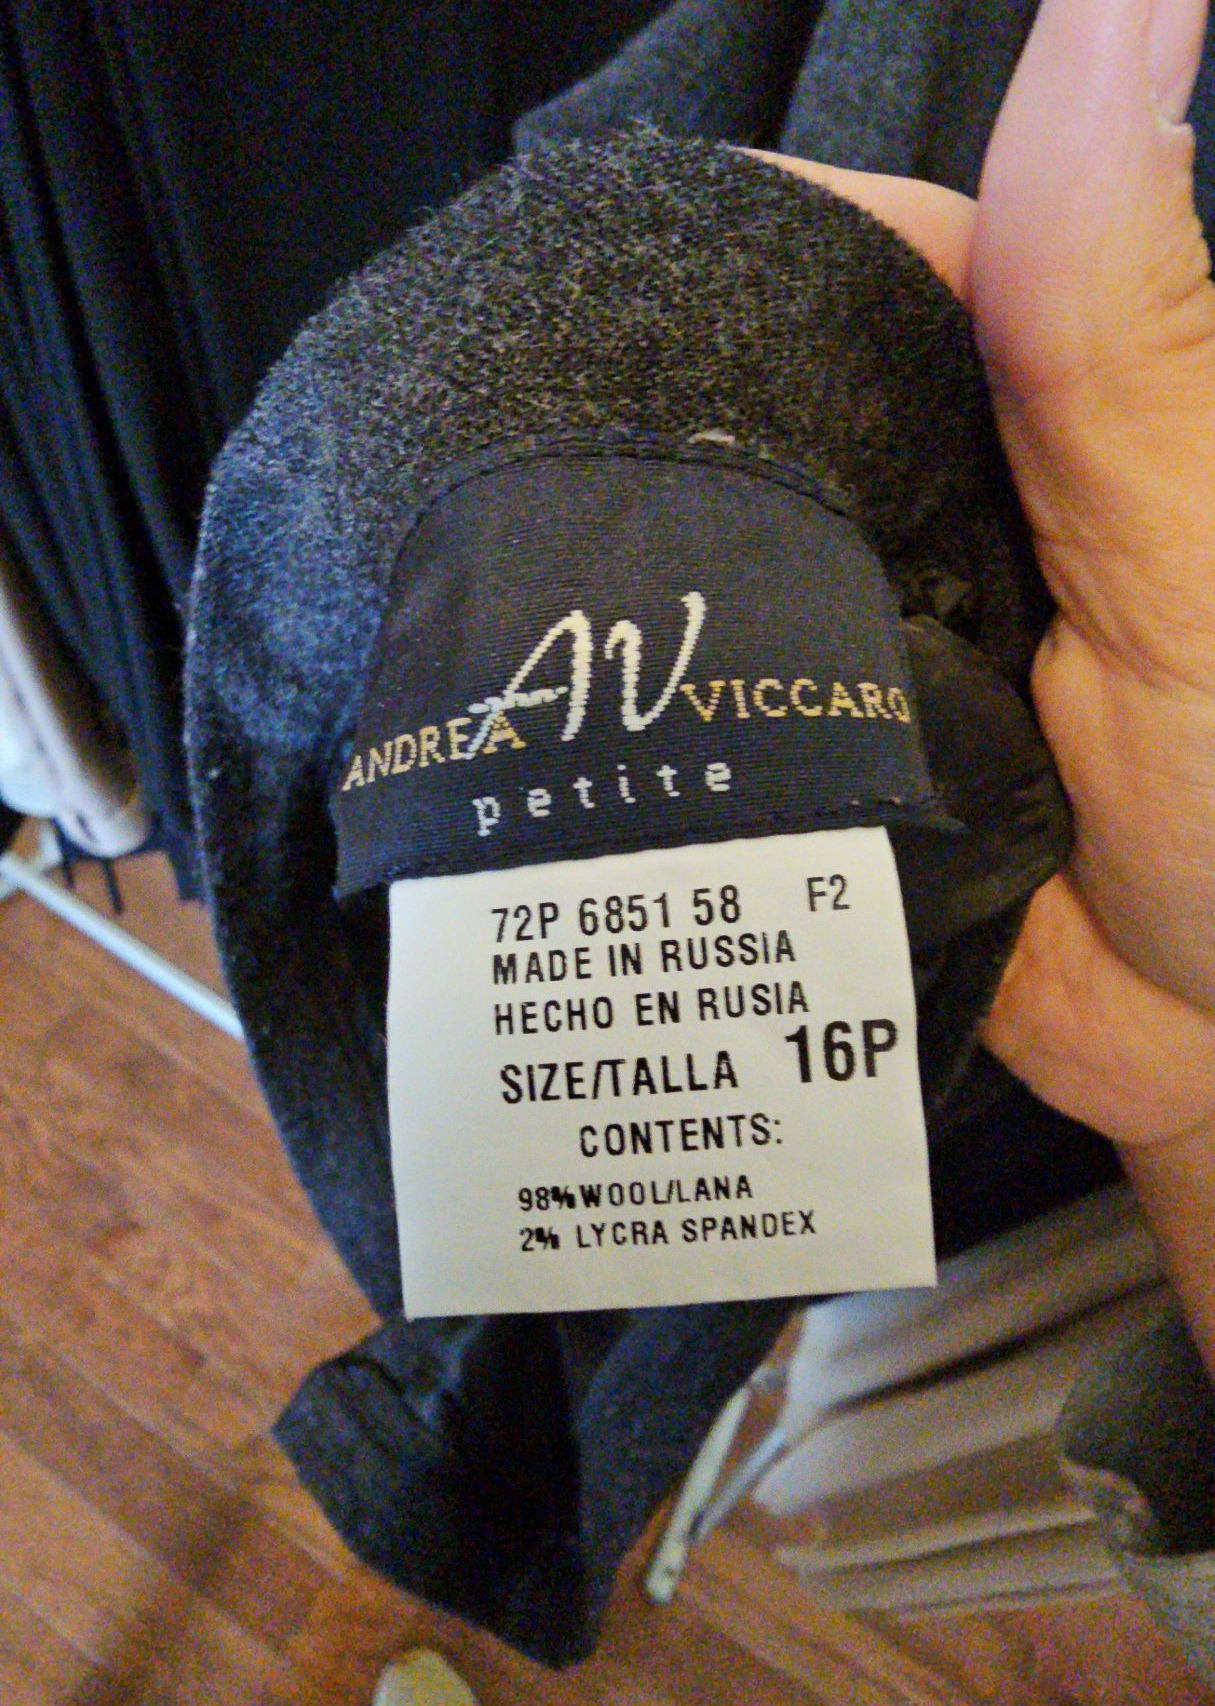 AV
ANDREA VICCARO
petite
72P 6851 58 F2
MADE IN RUSSIA
HECHO EN RUSIA
SIZE/TALLA 16P
CONTENTS:
98% WOOL/LANA
2% LYCRA SPANDEX